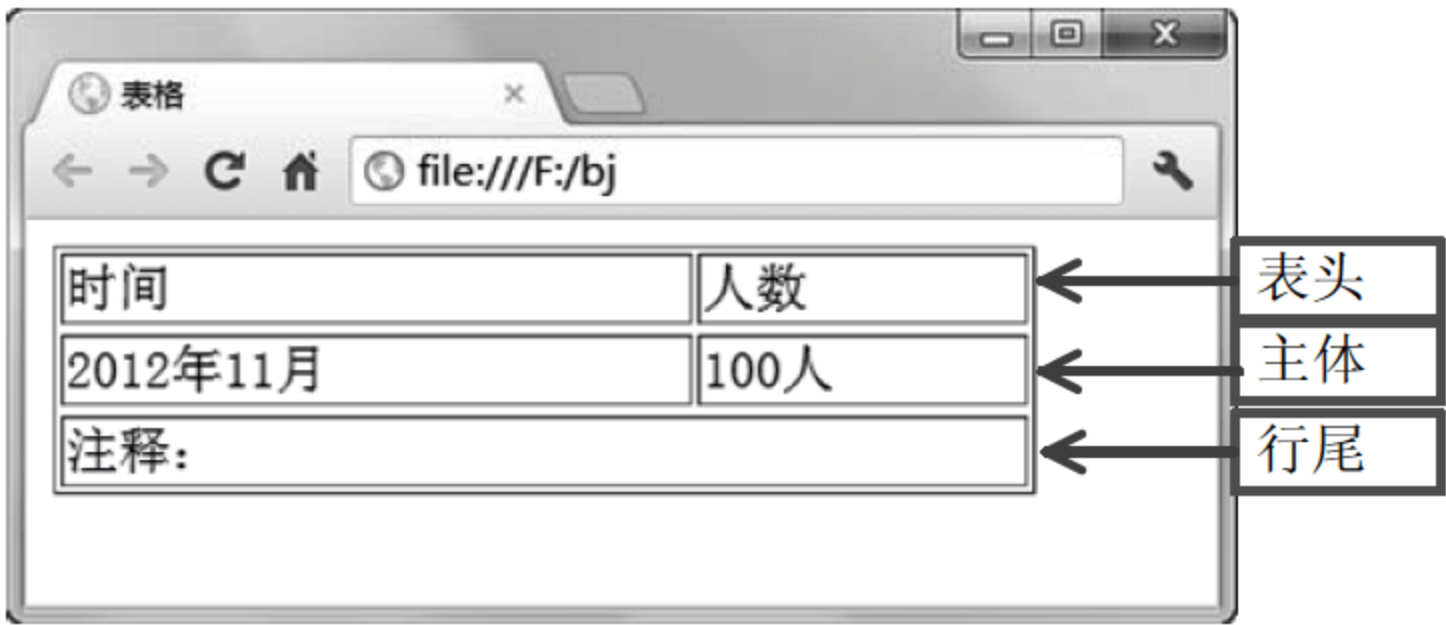 表格
file:///F:/bj
时间 人数 表头
2012年11月 100人 主体
注释： 行尾